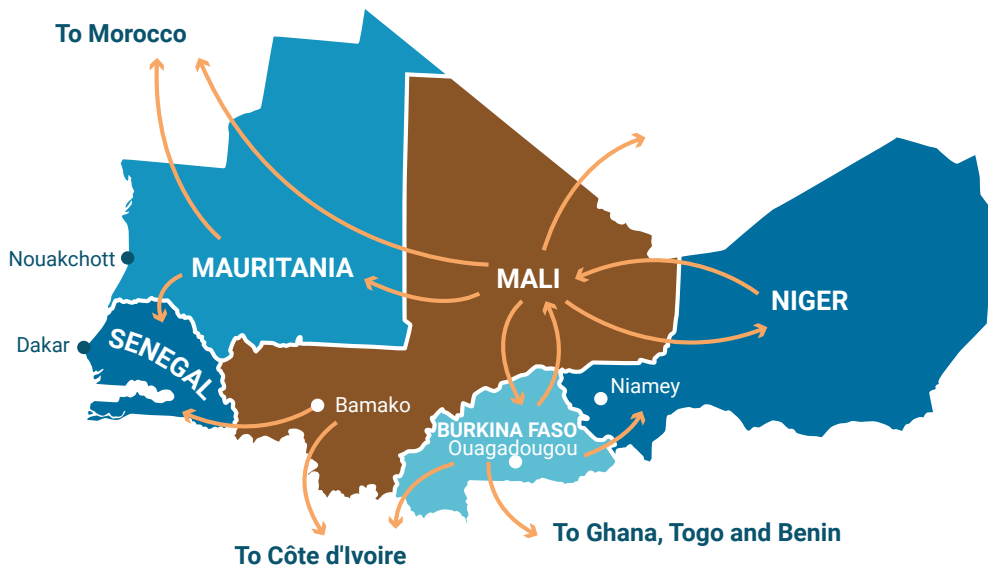 To Morocco
Nouakchott
MAURITANIA
MALI
NIGER
Dakar
SENEGAL
Niamey
Bamako
BURKINA FASO
Ouagadougou
To Ghana, Togo and Benin
To Côte d'Ivoire